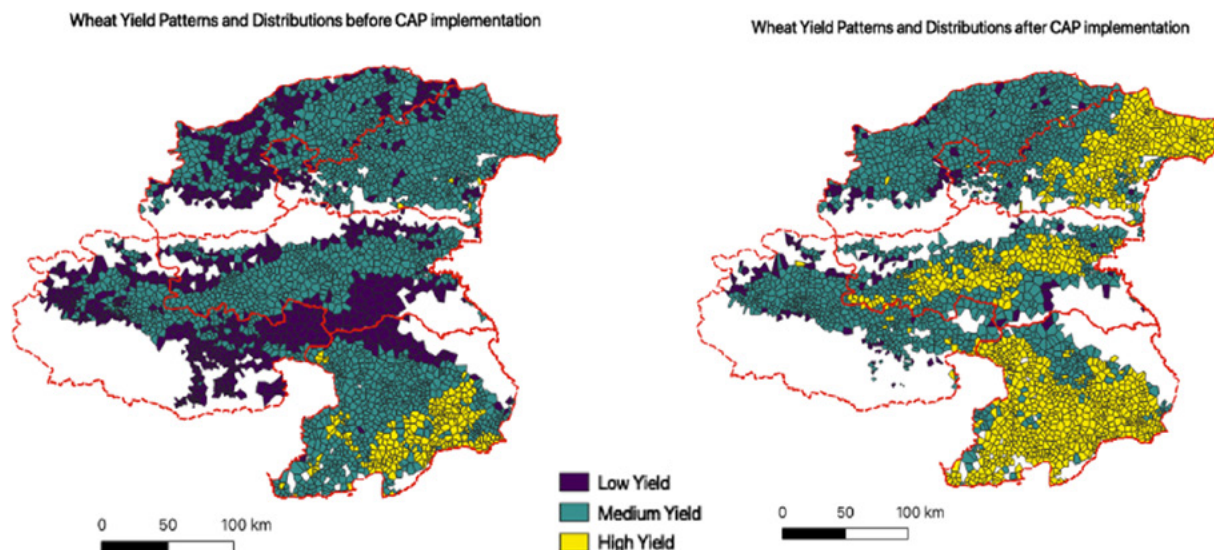 Wheat Yield Patterns and Distributions before CAP implementation
Wheat Yield Patterns and Distributions after CAP implementation
Low Yield
Medium Yield
High Yield
0 50 100 km
0 50 100 km